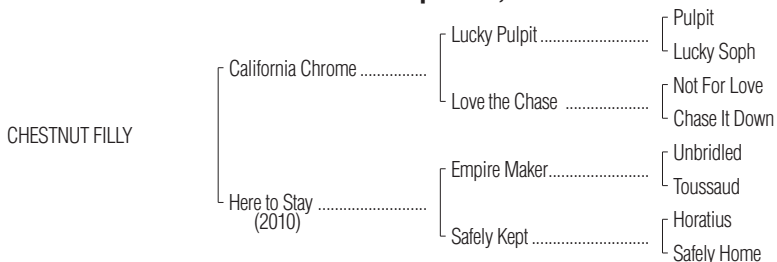 Pulpit
Lucky Pulpit ............................
Lucky Soph
California Chrome .................
Not For Love
Love the Chase .....................
Chase It Down
CHESTNUT FILLY
Unbridled
Empire Maker..........................
Toussaud
Here to Stay ............................
(2010)
Horatius
Safely Kept ..............................
Safely Home